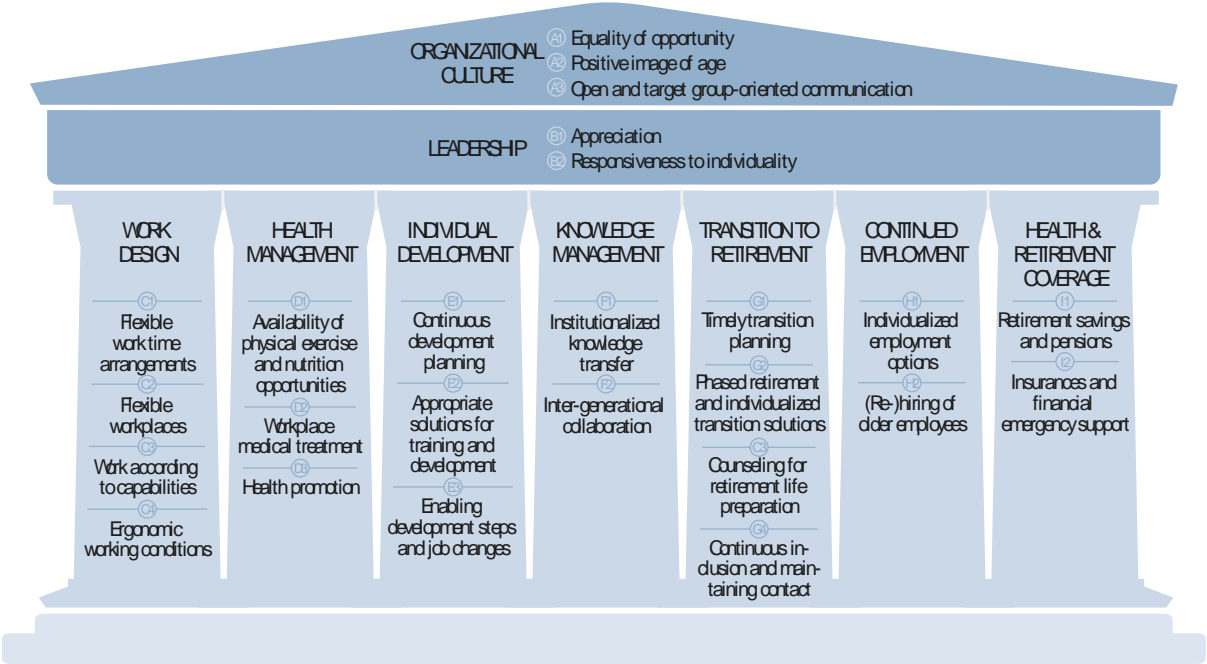 ORGANIZATIONAL
CULTURE
A1 Equality of opportunity
A2 Positive image of age
A3 Open and target group-oriented communication
LEADERSHIP
B1 Appreciation
B2 Responsiveness to individuality
WORK
DESIGN
C1
Flexible
work time
arrangements
C2
Flexible
workplaces
C3
Work according
to capabilities
C4
Ergonomic
working conditions
HEALTH
MANAGEMENT
D1
Availability of
physical exercise
and nutrition
opportunities
D2
Workplace
medical treatment
D3
Health promotion
INDIVIDUAL
DEVELOPMENT
E1
Continuous
development
planning
E2
Appropriate
solutions for
training and
development
E3
Enabling
development steps
and job changes
KNOWLEDGE
MANAGEMENT
F1
Institutionalized
knowledge
transfer
F2
Inter-generational
collaboration
TRANSITION TO
RETIREMENT
G1
Timely transition
planning
G2
Phased retirement
and individualized
transition solutions
G3
Counseling for
retirement life
preparation
G4
Continuous in-
clusion and main-
taining contact
CONTINUED
EMPLOYMENT
H1
Individualized
employment
options
H2
(Re-)hiring of
older employees
HEALTH &
RETIREMENT
COVERAGE
I1
Retirement savings
and pensions
I2
Insurances and
financial
emergency support